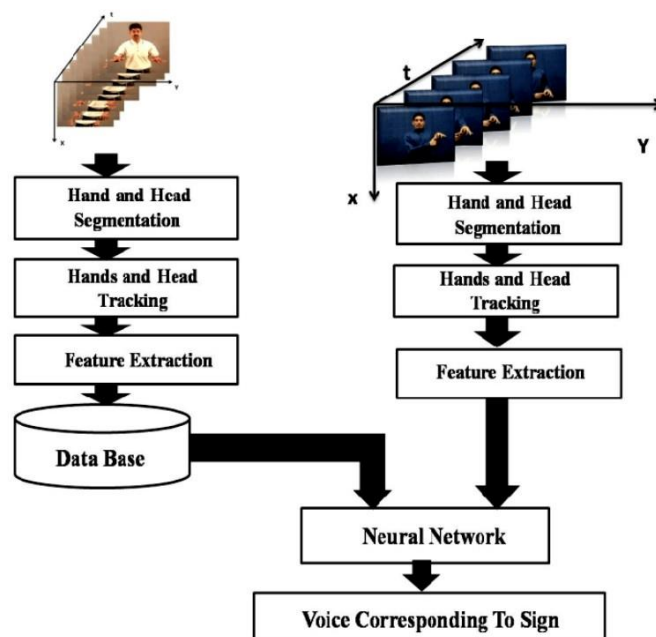 t
Y
x
t
Y
x
Hand and Head
Segmentation
Hands and Head
Tracking
Feature Extraction
Data Base
Hand and Head
Segmentation
Hands and Head
Tracking
Feature Extraction
Neural Network
Voice Corresponding To Sign